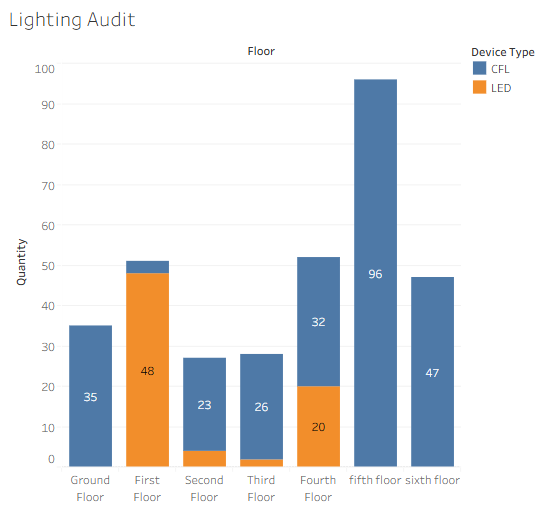 Lighting Audit
Floor
Device Type
CFL
LED
Quantity
100
90
80
70
60
50
40
30
20
10
0
35
48
23
26
32
20
96
47
Ground Floor
First Floor
Second Floor
Third Floor
Fourth Floor
fifth floor
sixth floor